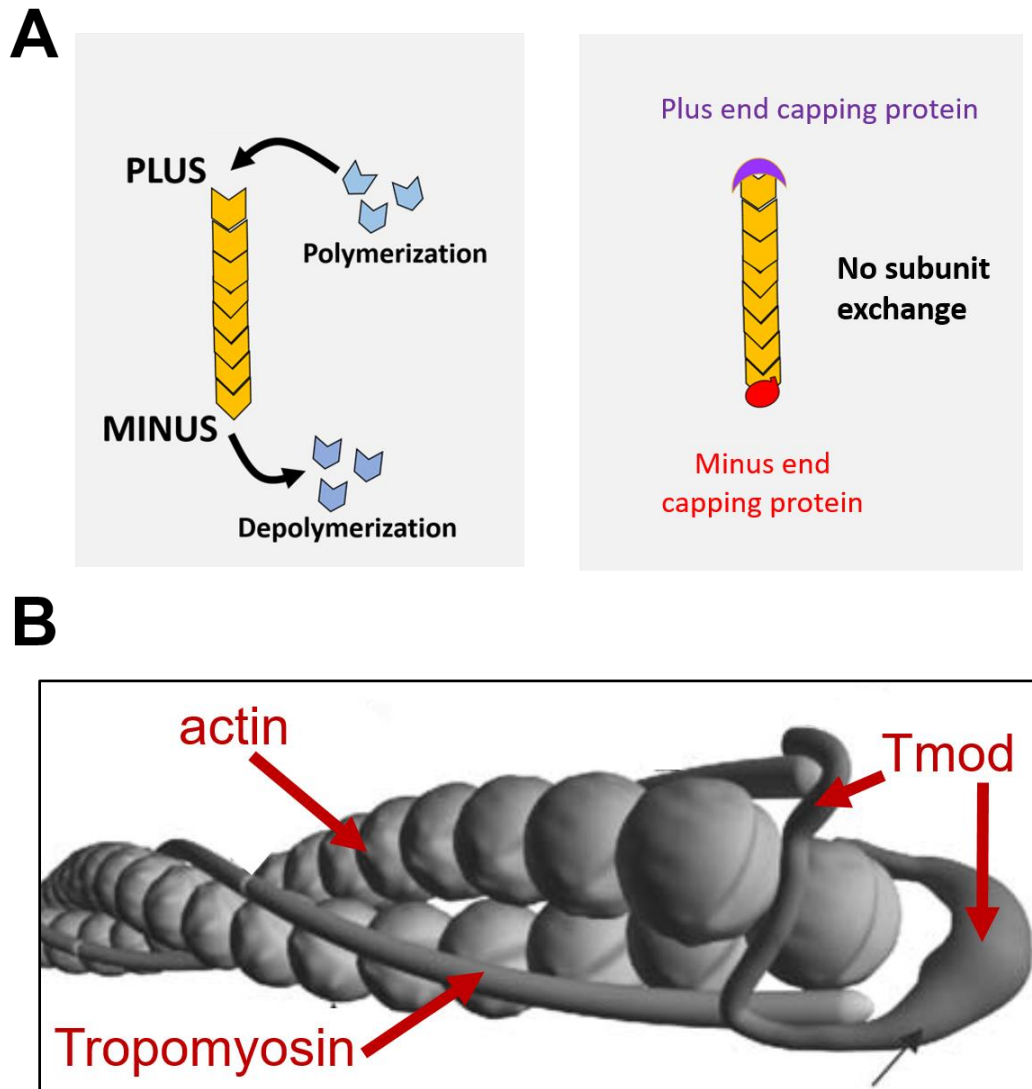 A
PLUS
Polymerization
MINUS
Depolymerization
Plus end capping protein
No subunit
exchange
Minus end
capping protein
B
actin
Tmod
Tropomyosin